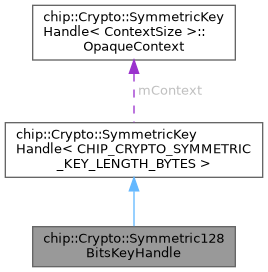 chip::Crypto::SymmetricKey
Handle< ContextSize >::
OpaqueContext
mContext
chip::Crypto::SymmetricKey
Handle< CHIP_CRYPTO_SYMMETRIC
_KEY_LENGTH_BYTES >
chip::Crypto::Symmetric128
BitsKeyHandle